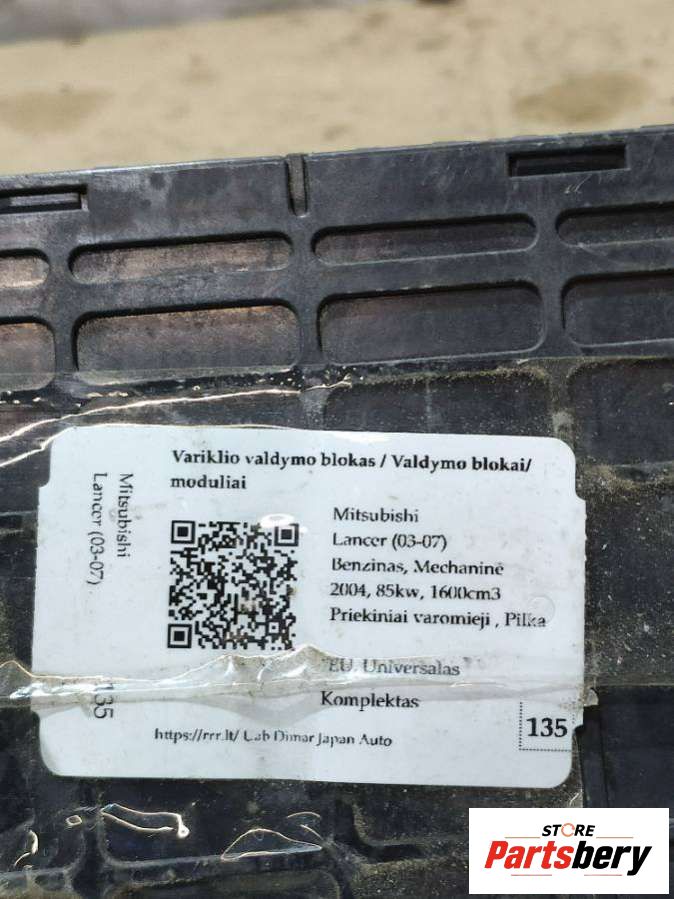 Variklio valdymo blokas / Valdymo blokai/
moduliai
Mitsubishi
Lancer (03-07)
Mitsubishi
Lancer (03-07)
Benzinas, Mechaninė
2004, 85kw, 1600cm3
Priekiniai varomieji , Pilka
EU, Universalas
Komplektas
135
135
https://rrr.lt/ Uab Dimar Japan Auto
STORE
Partsbery